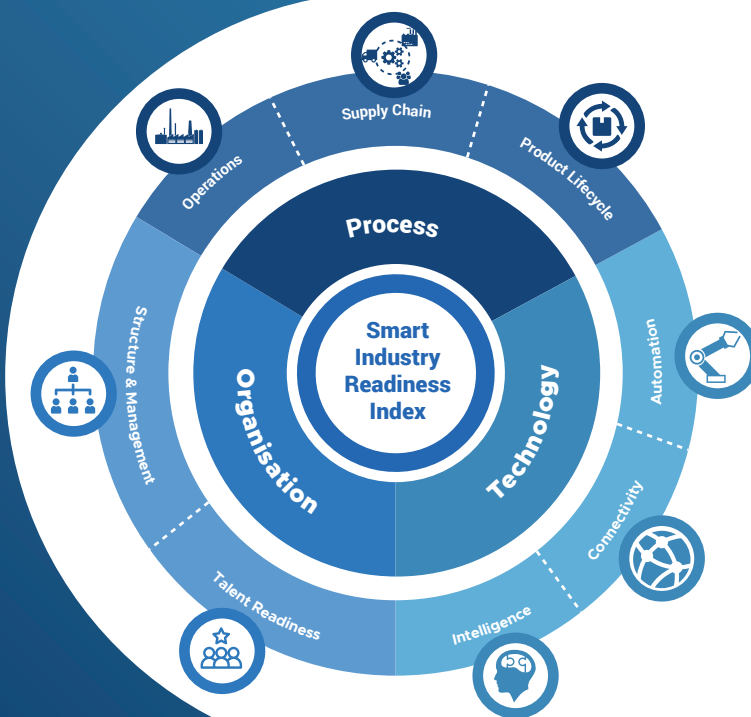 Supply Chain
Operations
Product Lifecycle
Process
Structure & Management
Automation
Smart
Industry
Readiness
Index
Organisation
Technology
Connectivity
Talent Readiness
Intelligence